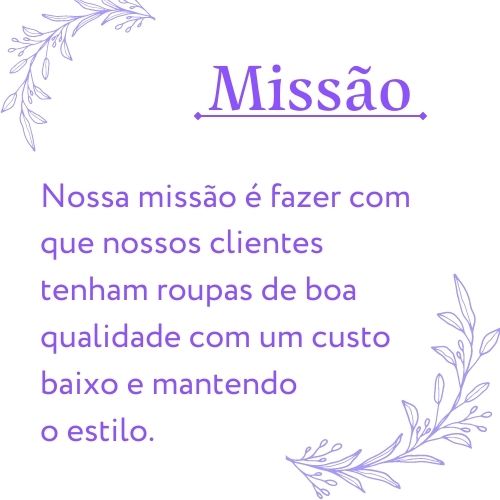 Missão
Nossa missão é fazer com
que nossos clientes
tenham roupas de boa
qualidade com um custo
baixo e mantendo
o estilo.